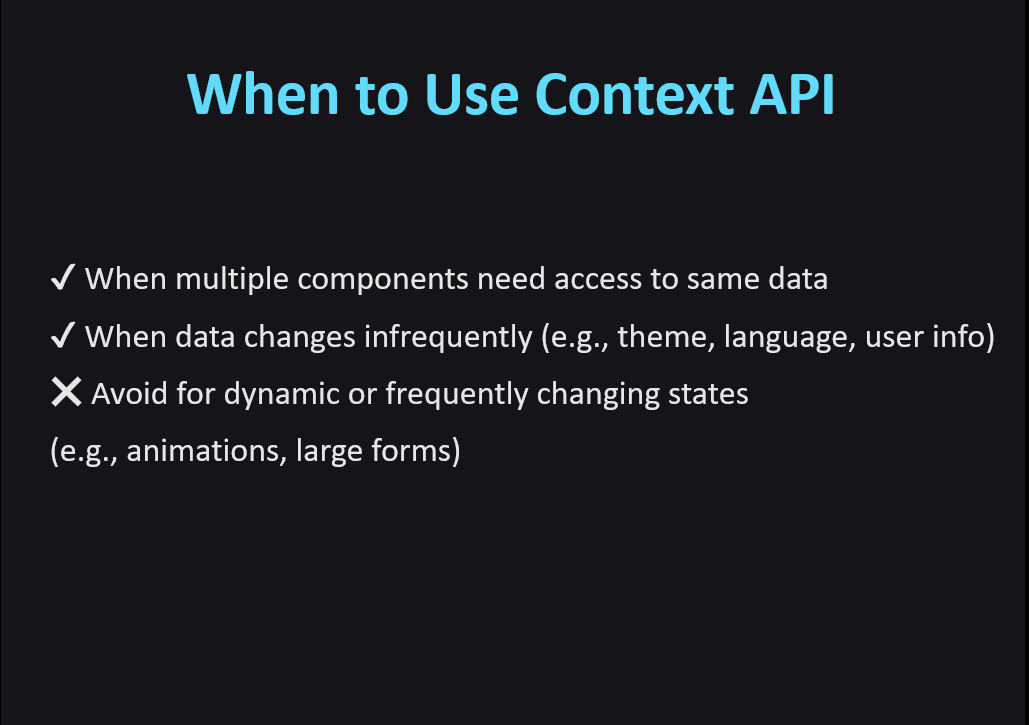 When to Use Context API
✓ When multiple components need access to same data
✓ When data changes infrequently (e.g., theme, language, user info)
✕ Avoid for dynamic or frequently changing states
(e.g., animations, large forms)